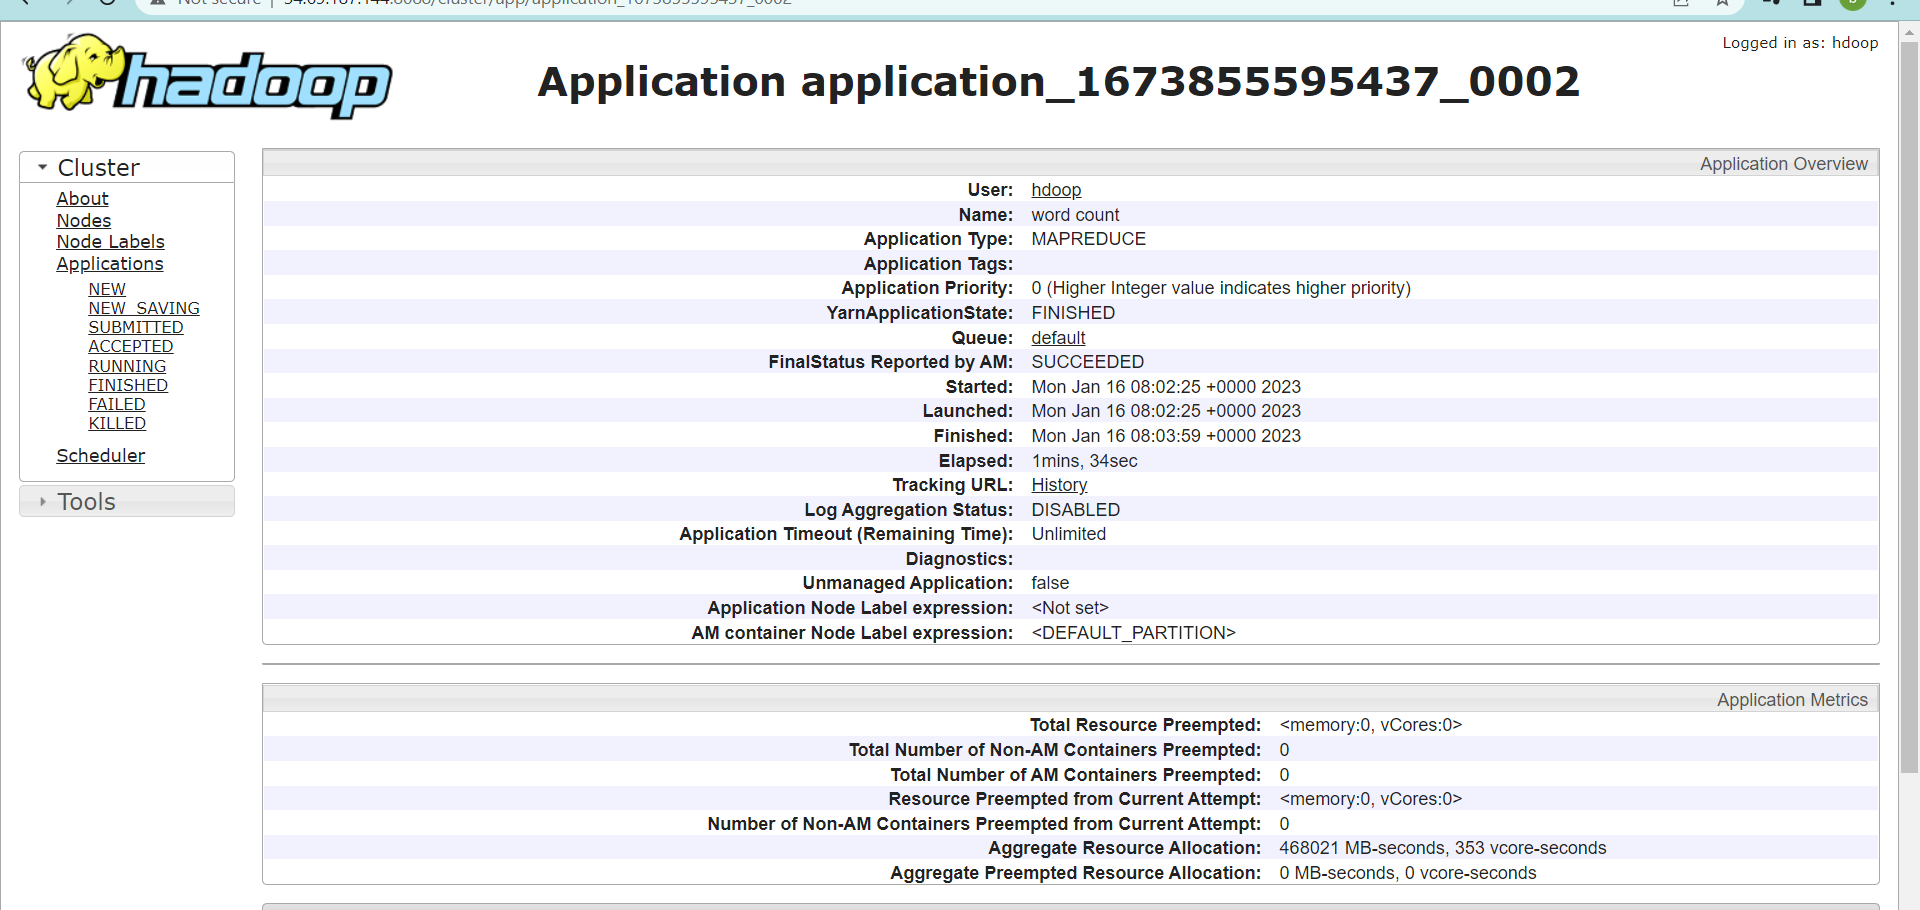 Logged in as: hdoop
hadoop
Application application_1673855595437_0002
Cluster
About
Nodes
Node Labels
Applications
NEW
NEW_SAVING
SUBMITTED
ACCEPTED
RUNNING
FINISHED
FAILED
KILLED
Scheduler
Tools
Application Overview
User: hdoop
Name: word count
Application Type: MAPREDUCE
Application Tags:
Application Priority: 0 (Higher Integer value indicates higher priority)
YarnApplicationState: FINISHED
Queue: default
FinalStatus Reported by AM: SUCCEEDED
Started: Mon Jan 16 08:02:25 +0000 2023
Launched: Mon Jan 16 08:02:25 +0000 2023
Finished: Mon Jan 16 08:03:59 +0000 2023
Elapsed: 1mins, 34sec
Tracking URL: History
Log Aggregation Status: DISABLED
Application Timeout (Remaining Time): Unlimited
Diagnostics:
Unmanaged Application: false
Application Node Label expression: <Not set>
AM container Node Label expression: <DEFAULT_PARTITION>
Application Metrics
Total Resource Preempted: <memory:0, vCores:0>
Total Number of Non-AM Containers Preempted: 0
Total Number of AM Containers Preempted: 0
Resource Preempted from Current Attempt: <memory:0, vCores:0>
Number of Non-AM Containers Preempted from Current Attempt: 0
Aggregate Resource Allocation: 468021 MB-seconds, 353 vcore-seconds
Aggregate Preempted Resource Allocation: 0 MB-seconds, 0 vcore-seconds